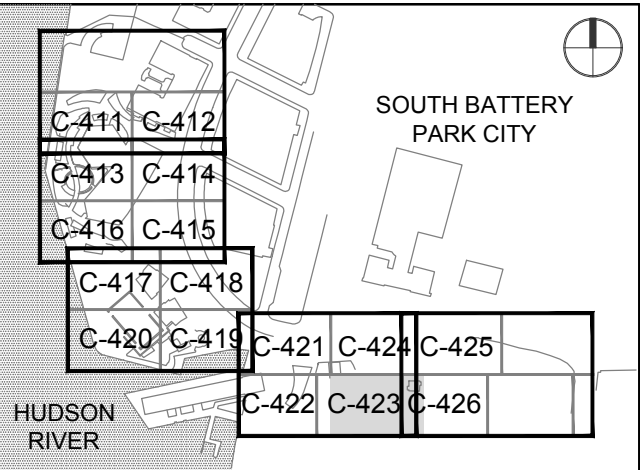 SOUTH BATTERY
PARK CITY
C-411 C-412
C-413 C-414
C-416 C-415
C-417 C-418
C-420 C-419
C-421 C-424 C-425
C-422 C-423 C-426
HUDSON
RIVER